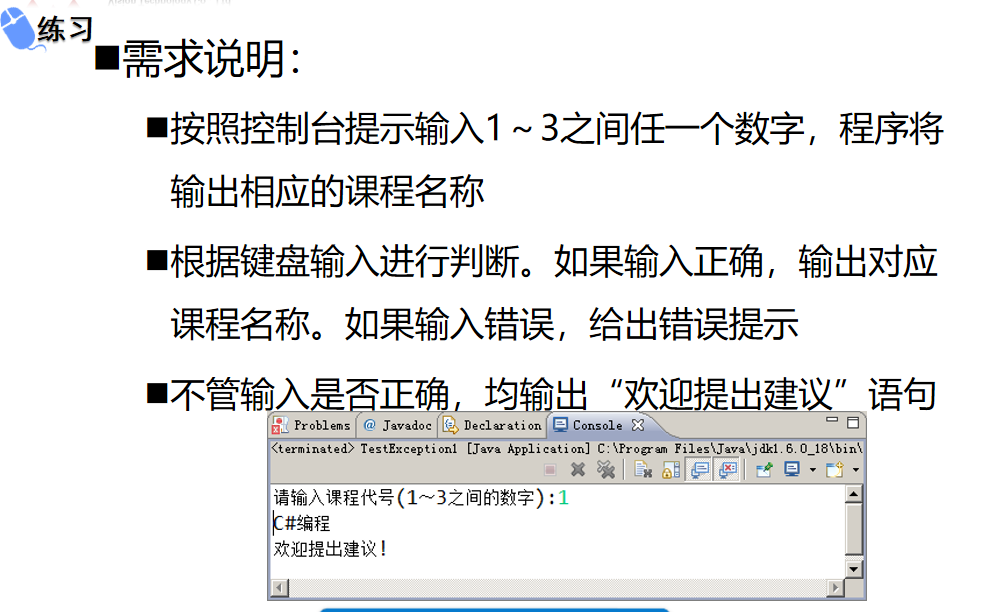 练习
■需求说明：
■按照控制台提示输入1～3之间任一个数字，程序将
输出相应的课程名称
■根据键盘输入进行判断。如果输入正确，输出对应
课程名称。如果输入错误，给出错误提示
■不管输入是否正确，均输出“欢迎提出建议”语句
Problems @ Javadoc Declaration Console
<terminated> TestException1 [Java Application] C:\Program Files\Java\jdk1.6.0_18\bin\
请输入课程代号(1～3之间的数字):1
C#编程
欢迎提出建议!